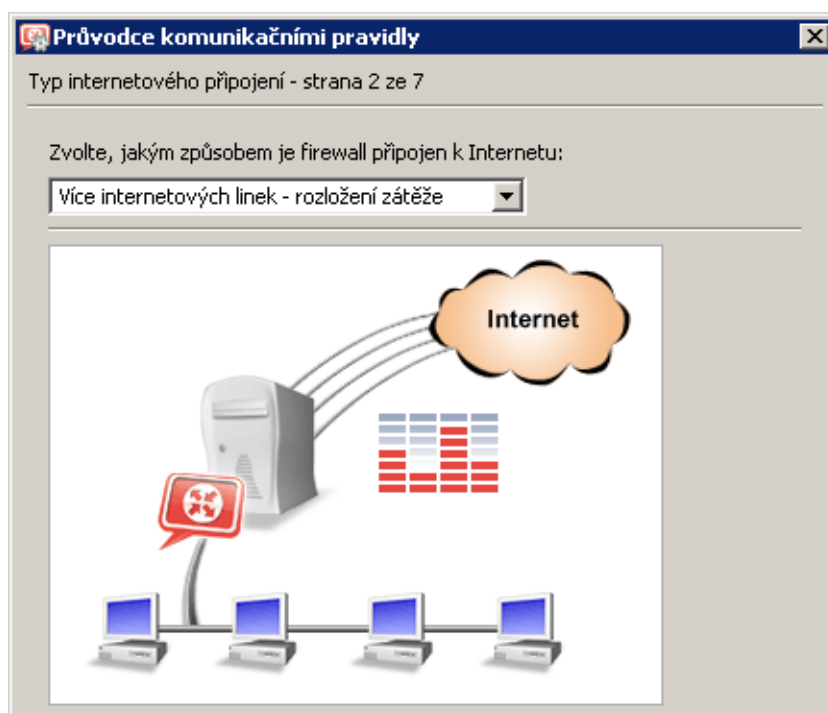 Průvodce komunikačními pravidly
Typ internetového připojení - strana 2 ze 7
Zvolte, jakým způsobem je firewall připojen k Internetu:
Více internetových linek - rozložení zátěže
Internet